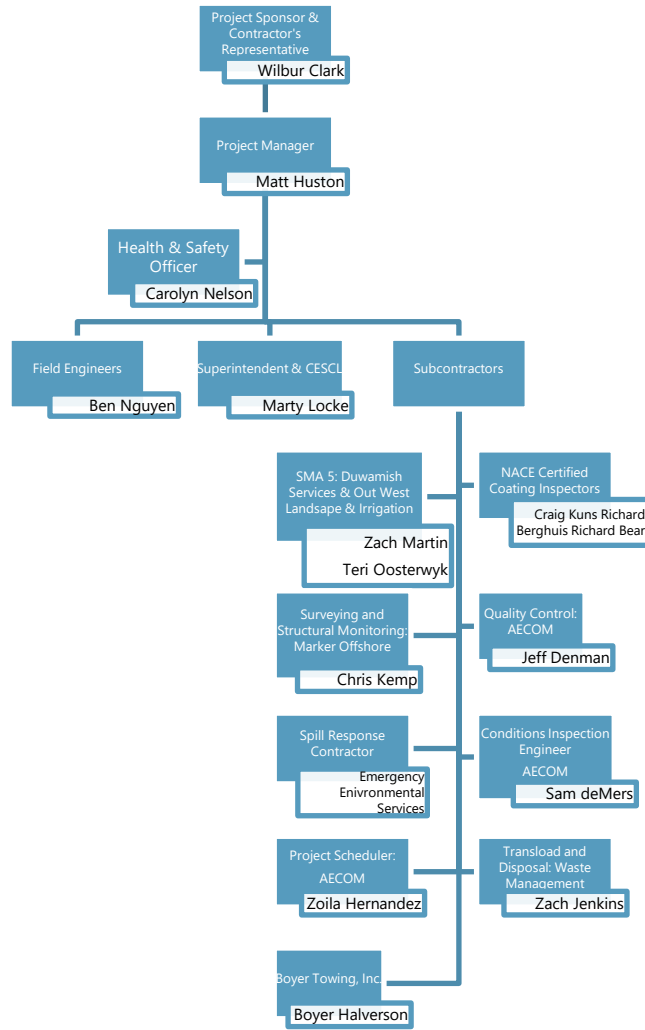 Project Sponsor &
Contractor's
Representative
Wilbur Clark
Project Manager
Matt Huston
Health & Safety
Officer
Carolyn Nelson
Field Engineers
Ben Nguyen
Superintendent & CESCL
Marty Locke
Subcontractors
SMA 5: Duwamish
Services & Out West
Landsape & Irrigation
Zach Martin
Teri Oosterwyk
NACE Certified
Coating Inspectors
Craig Kuns Richard
Berghuis Richard Bear
Surveying and
Structural Monitoring:
Marker Offshore
Chris Kemp
Quality Control:
AECOM
Jeff Denman
Spill Response
Contractor
Emergency
Enivronmental
Services
Conditions Inspection
Engineer
AECOM
Sam deMers
Project Scheduler:
AECOM
Zoila Hernandez
Transload and
Disposal: Waste
Management
Zach Jenkins
Boyer Towing, Inc.
Boyer Halverson